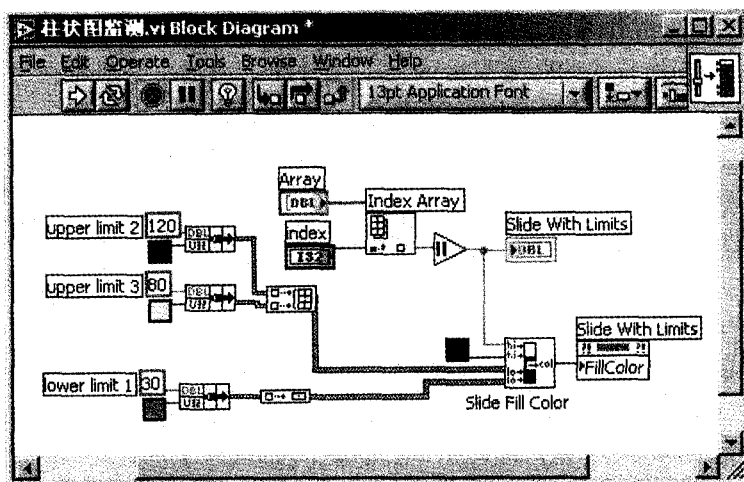 柱状图监测.vi Block Diagram *
File Edit Operate Tools Browse Window Help
13pt Application Font
Array
[DBL]
Index Array
upper limit 2 120
DBL
U32
index
I32
Slide With Limits
DBL
upper limit 3 80
DBL
U32
Slide With Limits
FillColor
lower limit 1 30
DBL
U32
Slide Fill Color